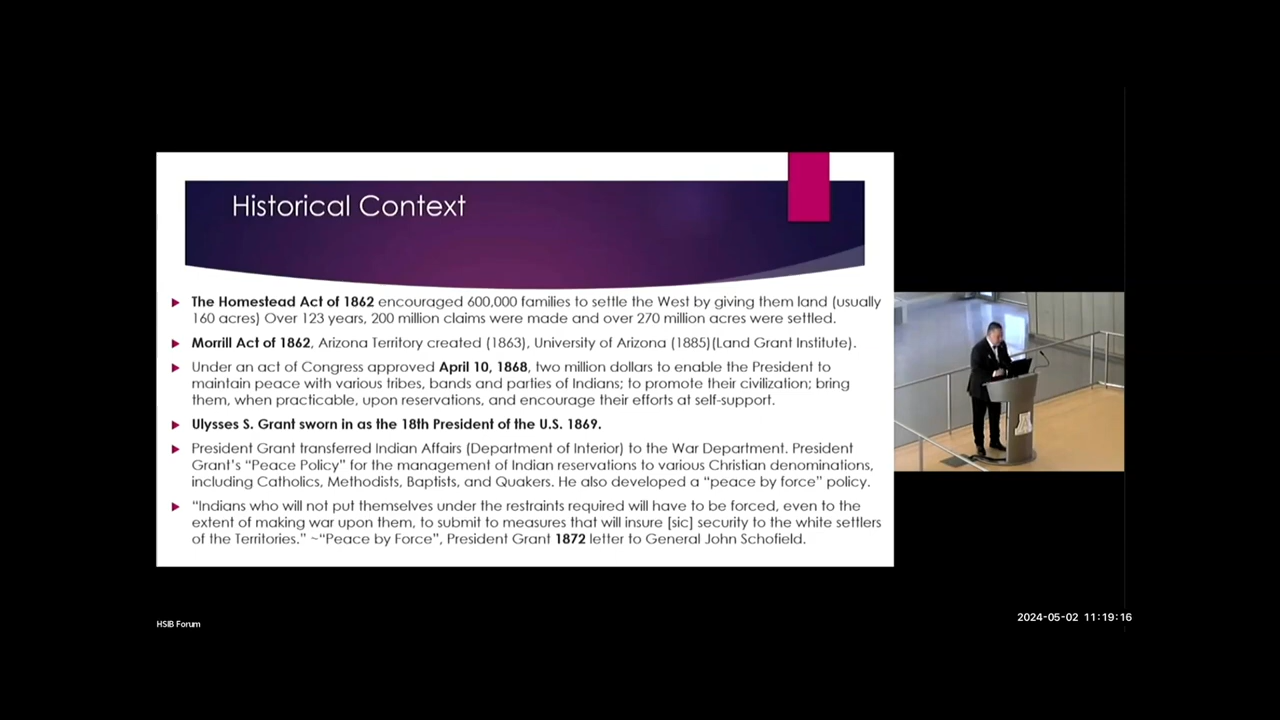 Historical Context
The Homestead Act of 1862 encouraged 600,000 families to settle the West by giving them land (usually
160 acres) Over 123 years, 200 million claims were made and over 270 million acres were settled.
Morrill Act of 1862, Arizona Territory created (1863), University of Arizona (1885)(Land Grant Institute).
Under an act of Congress approved April 10, 1868, two million dollars to enable the President to
maintain peace with various tribes, bands and parties of Indians; to promote their civilization; bring
them, when practicable, upon reservations, and encourage their efforts at self-support.
Ulysses S. Grant sworn in as the 18th President of the U.S. 1869.
President Grant transferred Indian Affairs (Department of Interior) to the War Department. President
Grant's “Peace Policy” for the management of Indian reservations to various Christian denominations,
including Catholics, Methodists, Baptists, and Quakers. He also developed a “peace by force” policy.
“Indians who will not put themselves under the restraints required will have to be forced, even to the
extent of making war upon them, to submit to measures that will insure [sic] security to the white settlers
of the Territories.” ~“Peace by Force”, President Grant 1872 letter to General John Schofield.
A
HSIB Forum
2024-05-02 11:19:16